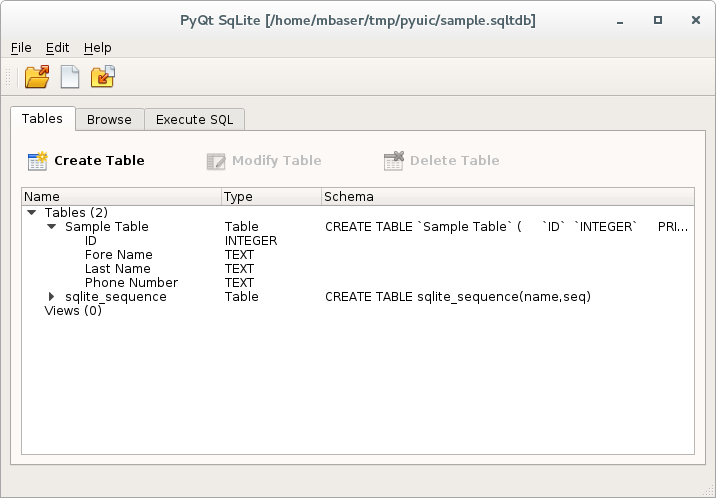 PyQt SqLite [/home/mbaser/tmp/pyuic/sample.sqltdb]
File Edit Help
Tables Browse Execute SQL
Create Table Modify Table Delete Table
Name Type Schema
Tables (2)
Sample Table Table CREATE TABLE `Sample Table` ( `ID` `INTEGER` PRI...
ID INTEGER
Fore Name TEXT
Last Name TEXT
Phone Number TEXT
sqlite_sequence Table CREATE TABLE sqlite_sequence(name,seq)
Views (0)